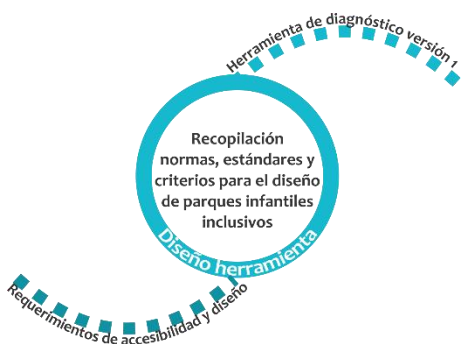 Herramienta de diagnóstico versión 1
Recopilación
normas, estándares y
criterios para el diseño
de parques infantiles
inclusivos
Diseño herramienta
Requerimientos de accesibilidad y diseño